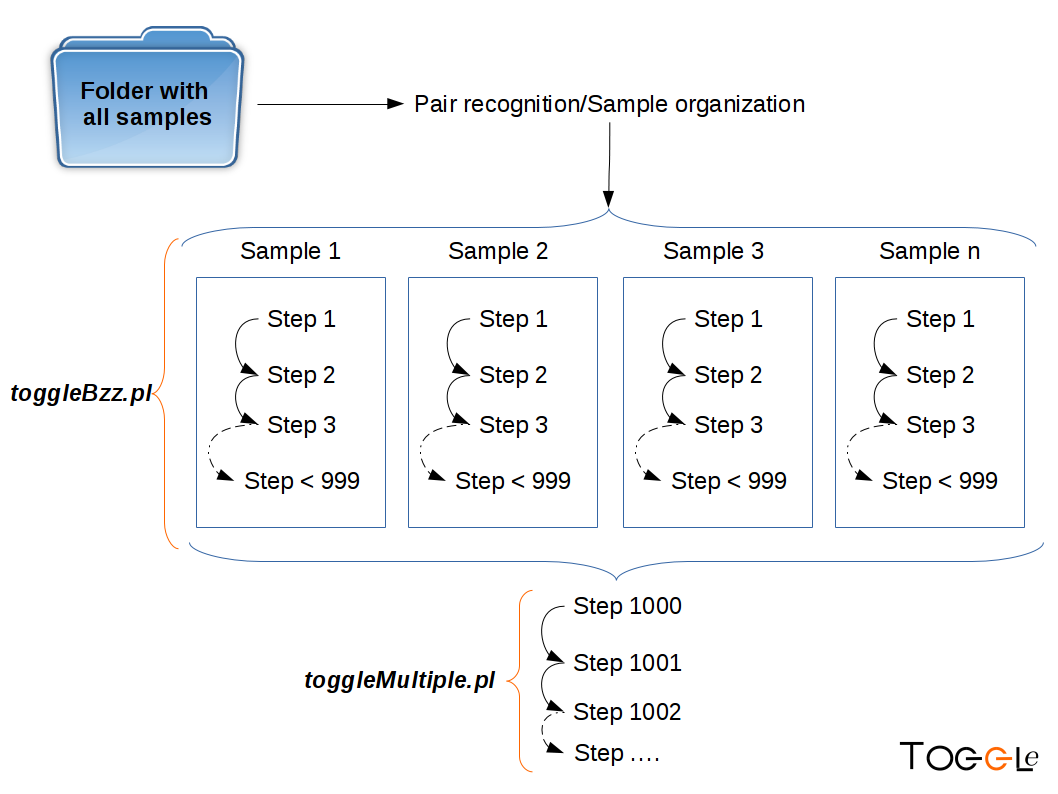 Folder with
all samples
Pair recognition/Sample organization
Sample 1
Sample 2
Sample 3
Sample n
Step 1
Step 2
Step 3
Step < 999
Step 1
Step 2
Step 3
Step < 999
Step 1
Step 2
Step 3
Step < 999
Step 1
Step 2
Step 3
Step < 999
toggleBzz.pl
Step 1000
Step 1001
Step 1002
Step ....
toggleMultiple.pl
TOGGLe